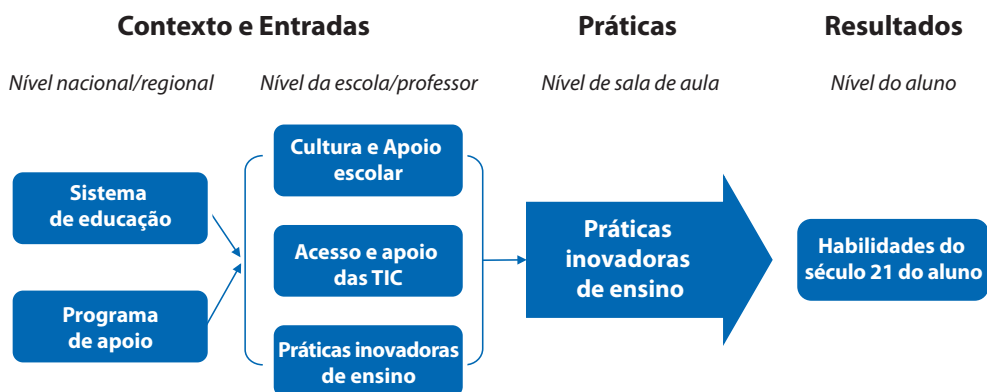 Contexto e Entradas
Práticas
Resultados
Nível nacional/regional
Nível da escola/professor
Nível de sala de aula
Nível do aluno
Sistema
de educação
Programa
de apoio
Cultura e Apoio
escolar
Acesso e apoio
das TIC
Práticas inovadoras
de ensino
Práticas
inovadoras
de ensino
Habilidades do
século 21 do aluno